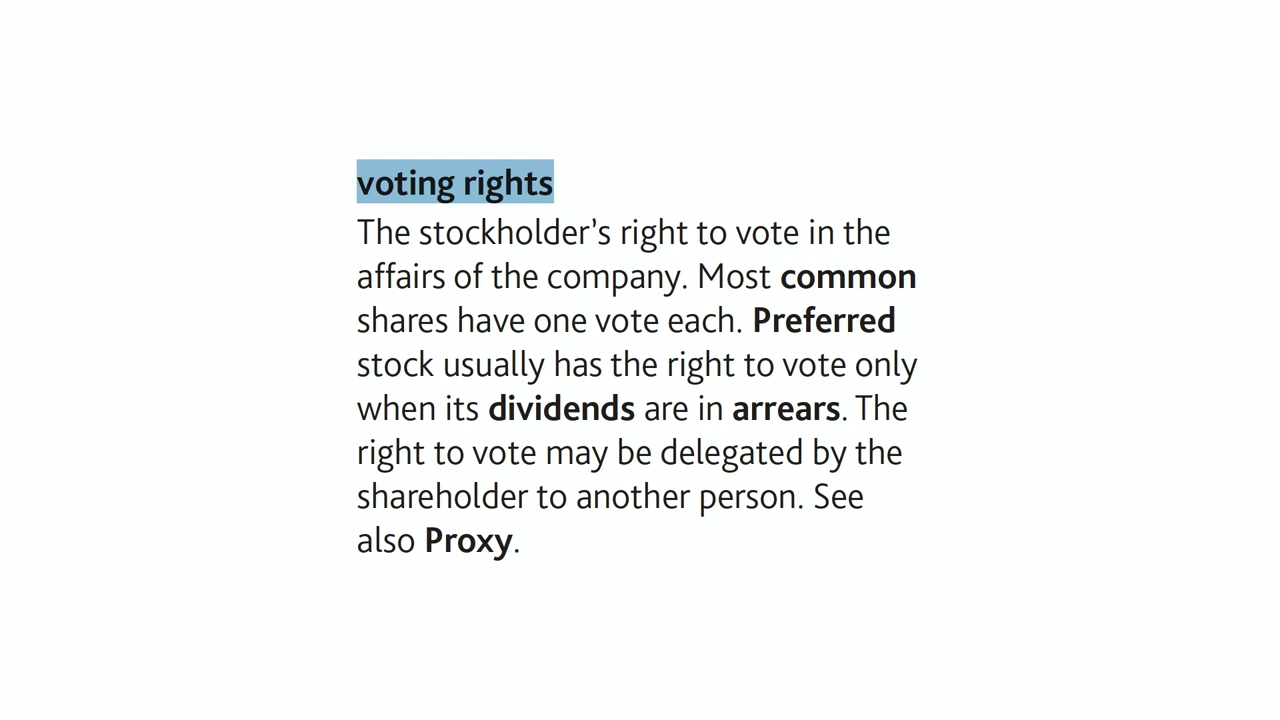 voting rights
The stockholder’s right to vote in the
affairs of the company. Most common
shares have one vote each. Preferred
stock usually has the right to vote only
when its dividends are in arrears. The
right to vote may be delegated by the
shareholder to another person. See
also Proxy.